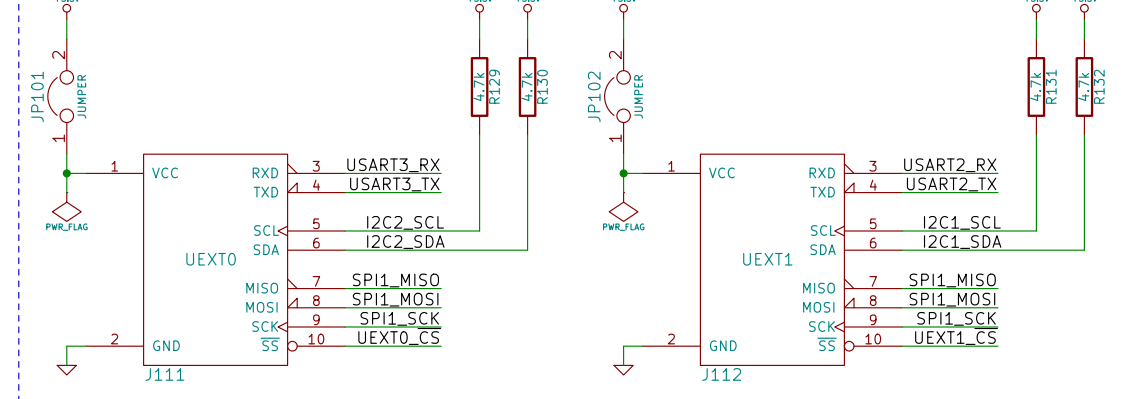 2
JP101
JUMPER
1
PWR_FLAG
1
VCC
2
GND
UEXT0
J111
RXD 3 USART3_RX
TXD 4 USART3_TX
SCL 5 I2C2_SCL
SDA 6 I2C2_SDA
MISO 7 SPI1_MISO
MOSI 8 SPI1_MOSI
SCK 9 SPI1_SCK
SS 10 UEXT0_CS
4.7k
R129
4.7k
R130
2
JP102
JUMPER
1
PWR_FLAG
1
VCC
2
GND
UEXT1
J112
RXD 3 USART2_RX
TXD 4 USART2_TX
SCL 5 I2C1_SCL
SDA 6 I2C1_SDA
MISO 7 SPI1_MISO
MOSI 8 SPI1_MOSI
SCK 9 SPI1_SCK
SS 10 UEXT1_CS
4.7k
R131
4.7k
R132